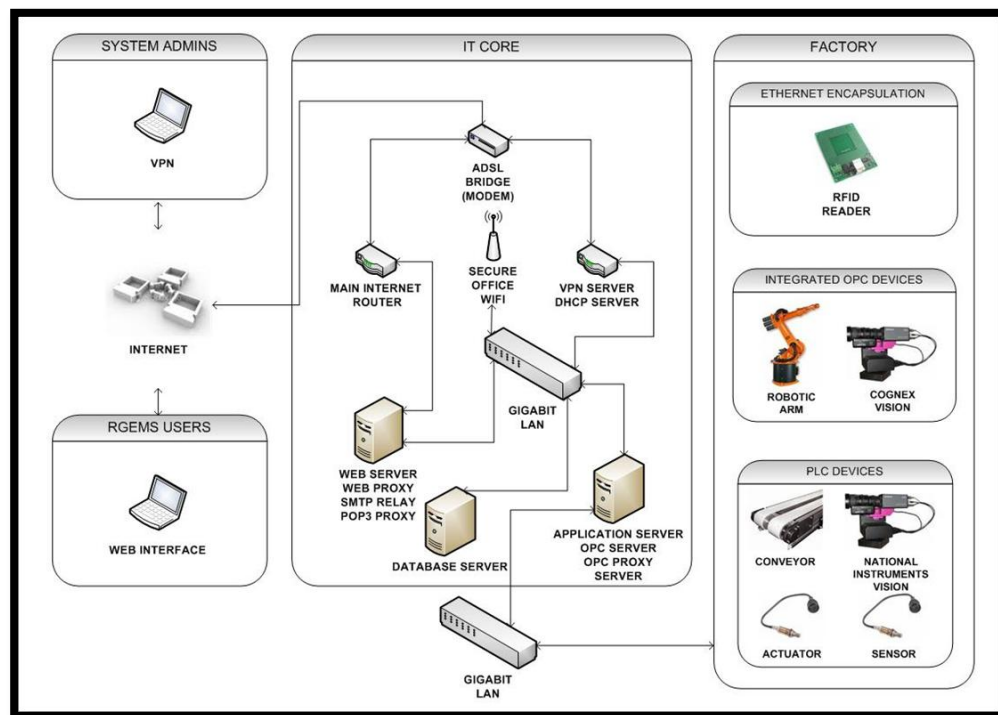 SYSTEM ADMINS
VPN
INTERNET
RGEMS USERS
WEB INTERFACE
IT CORE
ADSL
BRIDGE
(MODEM)
MAIN INTERNET
ROUTER
SECURE
OFFICE
WIFI
VPN SERVER
DHCP SERVER
GIGABIT
LAN
WEB SERVER
WEB PROXY
SMTP RELAY
POP3 PROXY
DATABASE SERVER
APPLICATION SERVER
OPC SERVER
OPC PROXY
SERVER
GIGABIT
LAN
FACTORY
ETHERNET ENCAPSULATION
RFID
READER
INTEGRATED OPC DEVICES
ROBOTIC
ARM
COGNEX
VISION
PLC DEVICES
CONVEYOR
NATIONAL
INSTRUMENTS
VISION
ACTUATOR
SENSOR